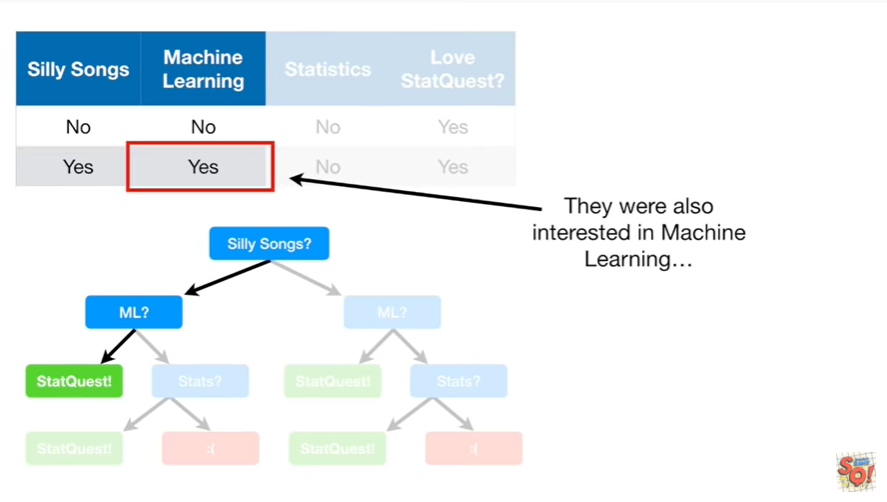 Silly Songs
Machine
Learning
Statistics
Love
StatQuest?
No
No
No
Yes
Yes
Yes
No
Yes
They were also
interested in Machine
Learning…
Silly Songs?
ML?
ML?
StatQuest!
Stats?
StatQuest!
Stats?
StatQuest!
:(
StatQuest!
:(
SQ!